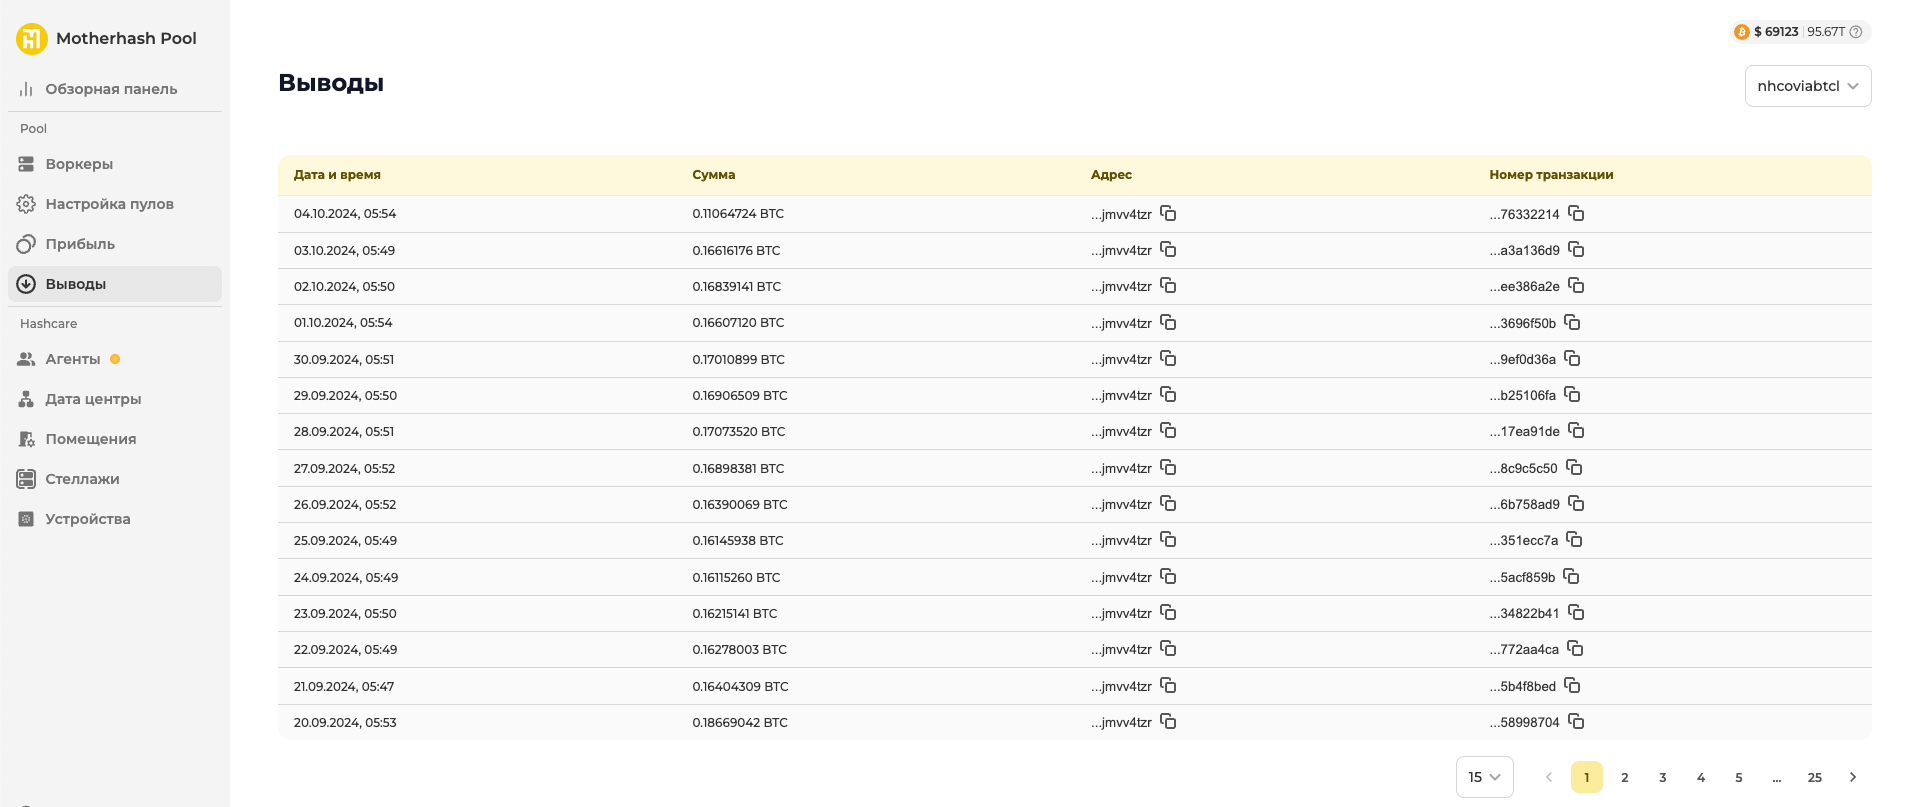 Motherhash Pool
Обзорная панель
Pool
Воркеры
Настройка пулов
Прибыль
Выводы
Hashcare
Агенты
Дата центры
Помещения
Стеллажи
Устройства
$ 69123 95.67T
Выводы
nhcoviabtcl
Дата и время Сумма Адрес Номер транзакции
04.10.2024, 05:54 0.11064724 BTC ...jmvv4tzr ...76332214
03.10.2024, 05:49 0.16616176 BTC ...jmvv4tzr ...a3a136d9
02.10.2024, 05:50 0.16839141 BTC ...jmvv4tzr ...ee386a2e
01.10.2024, 05:54 0.16607120 BTC ...jmvv4tzr ...3696f50b
30.09.2024, 05:51 0.17010899 BTC ...jmvv4tzr ...9ef0d36a
29.09.2024, 05:50 0.16906509 BTC ...jmvv4tzr ...b25106fa
28.09.2024, 05:51 0.17073520 BTC ...jmvv4tzr ...17ea91de
27.09.2024, 05:52 0.16898381 BTC ...jmvv4tzr ...8c9c5c50
26.09.2024, 05:52 0.16390069 BTC ...jmvv4tzr ...6b758ad9
25.09.2024, 05:49 0.16145938 BTC ...jmvv4tzr ...351ecc7a
24.09.2024, 05:49 0.16115260 BTC ...jmvv4tzr ...5acf859b
23.09.2024, 05:50 0.16215141 BTC ...jmvv4tzr ...34822b41
22.09.2024, 05:49 0.16278003 BTC ...jmvv4tzr ...772aa4ca
21.09.2024, 05:47 0.16404309 BTC ...jmvv4tzr ...5b4f8bed
20.09.2024, 05:53 0.18669042 BTC ...jmvv4tzr ...58998704
15 1 2 3 4 5 ... 25